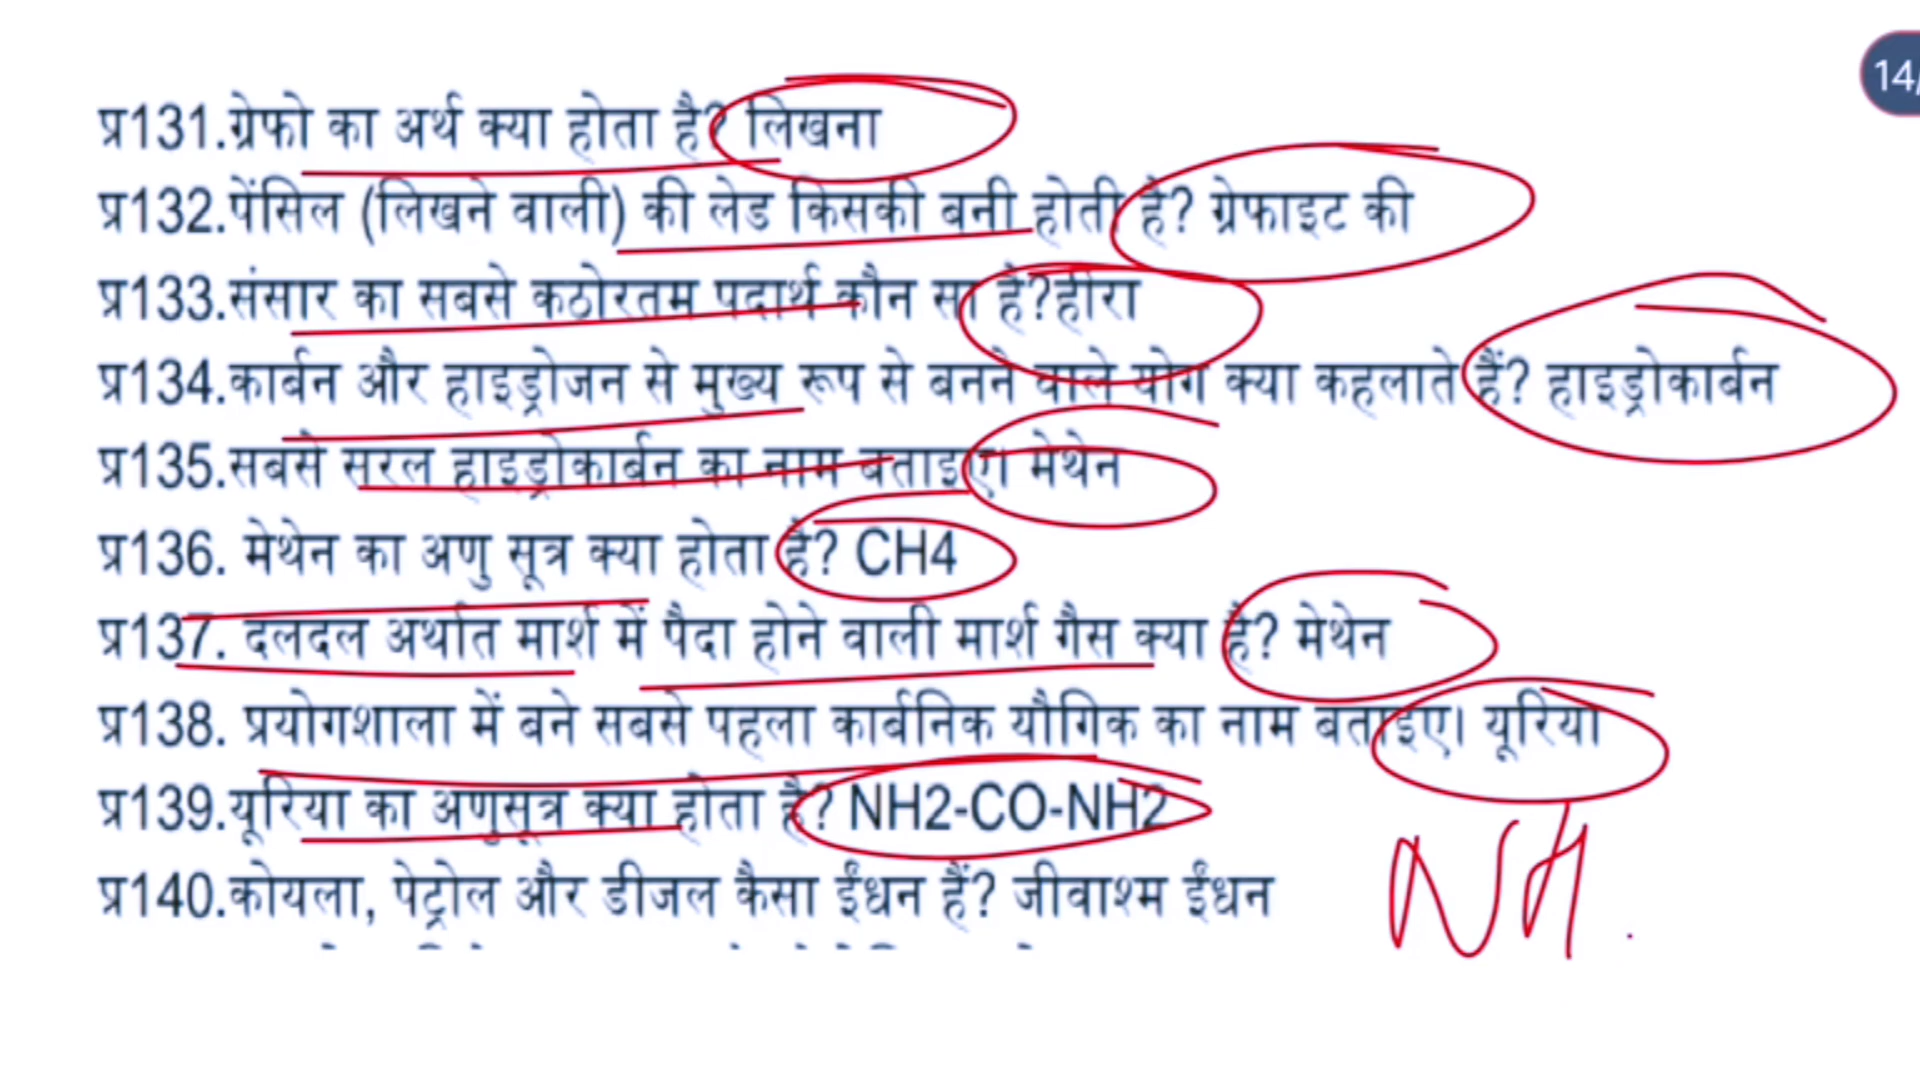 14/
प्र131.ग्रेफो का अर्थ क्या होता है? लिखना
प्र132.पेंसिल (लिखने वाली) की लेड किसकी बनी होती है? ग्रेफाइट की
प्र133.संसार का सबसे कठोरतम पदार्थ कौन सा है?हीरा
प्र134.कार्बन और हाइड्रोजन से मुख्य रूप से बनने वाले योग क्या कहलाते हैं? हाइड्रोकार्बन
प्र135.सबसे सरल हाइड्रोकार्बन का नाम बताइए। मेथेन
प्र136. मेथेन का अणु सूत्र क्या होता है? CH4
प्र137. दलदल अर्थात मार्श में पैदा होने वाली मार्श गैस क्या है? मेथेन
प्र138. प्रयोगशाला में बने सबसे पहला कार्बनिक यौगिक का नाम बताइए। यूरिया
प्र139.यूरिया का अणुसूत्र क्या होता है? NH2-CO-NH2
NH
प्र140.कोयला, पेट्रोल और डीजल कैसा ईंधन हैं? जीवाश्म ईंधन